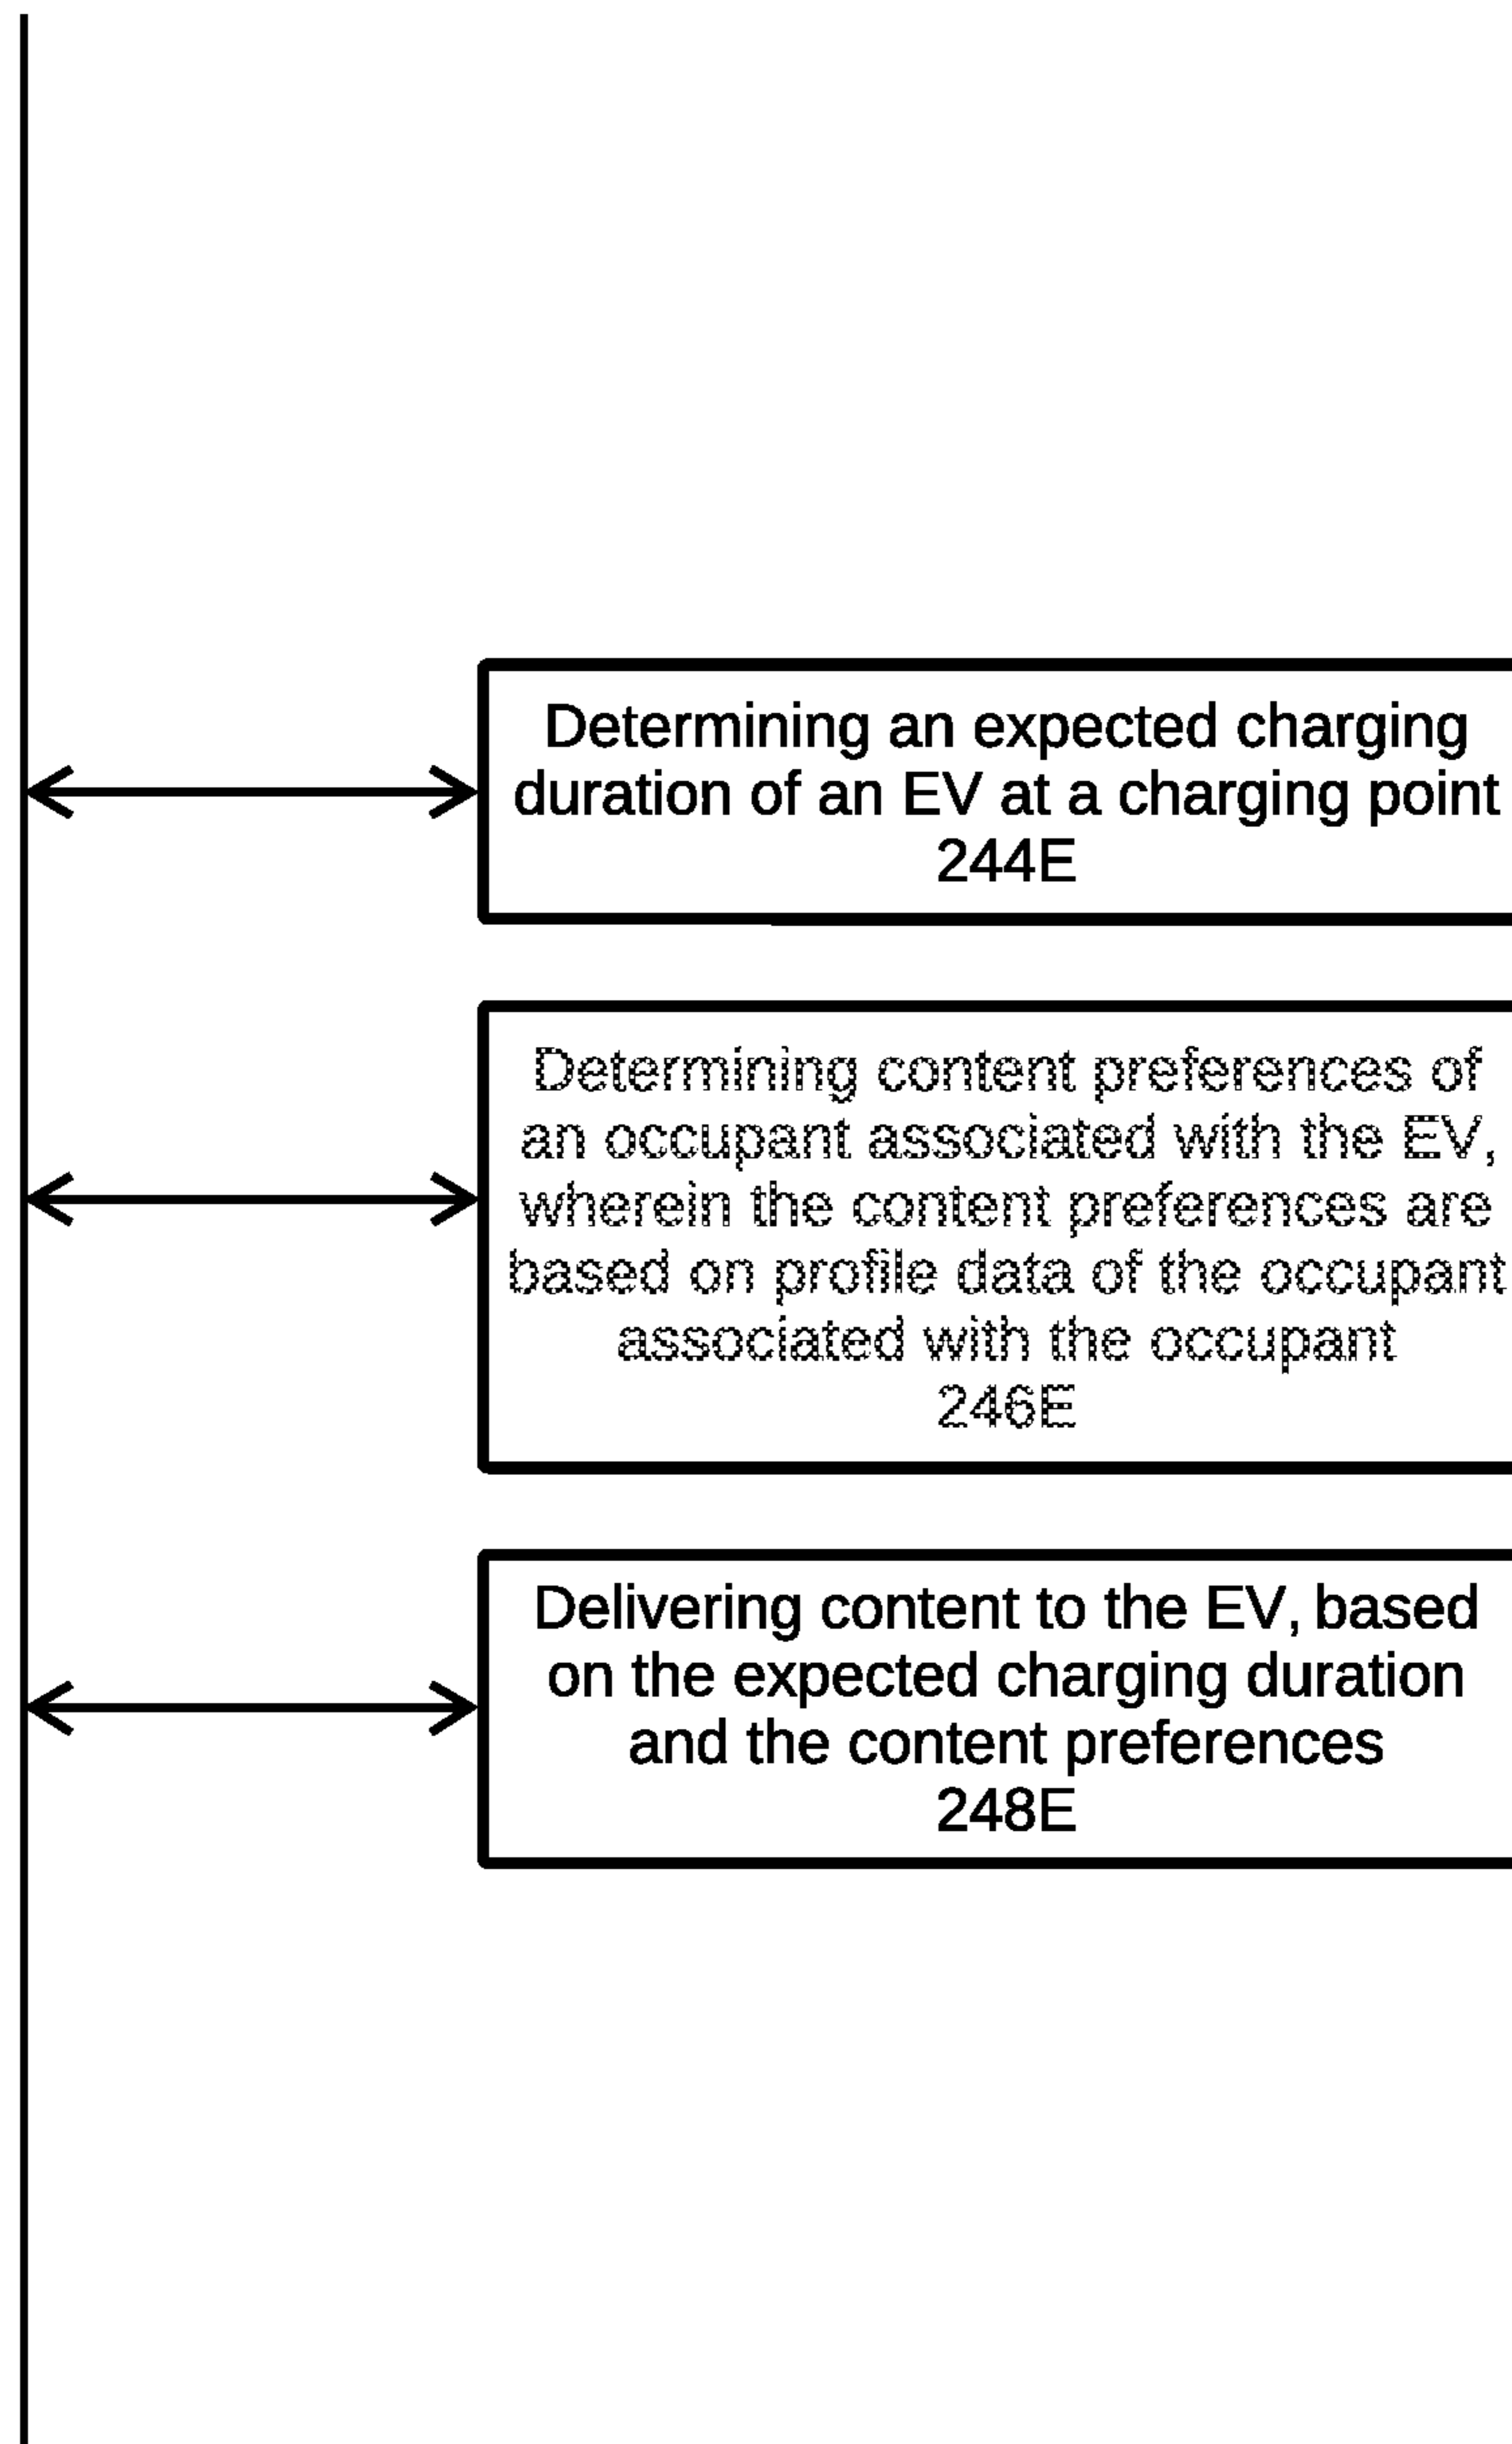 Determining an expected charging
duration of an EV at a charging point
244E
Determining content preferences of
an occupant associated with the EV,
wherein the content preferences are
based on profile data of the occupant
associated with the occupant
246E
Delivering content to the EV, based
on the expected charging duration
and the content preferences
248E